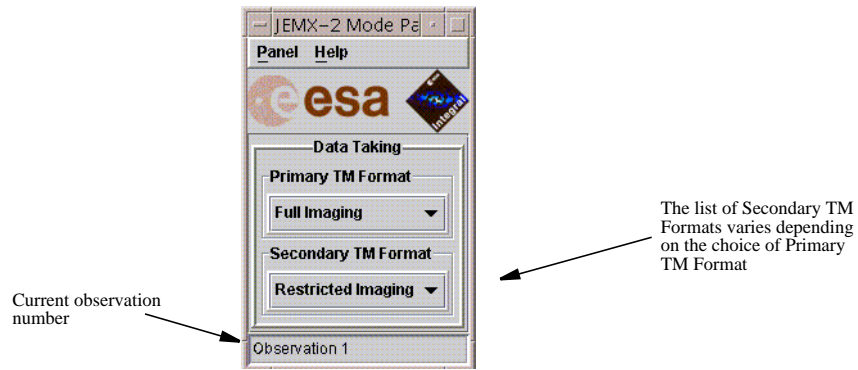 JEMX-2 Mode Pa
Panel Help
esa
Integral
Data Taking
Primary TM Format
Full Imaging
Secondary TM Format
Restricted Imaging
Observation 1
The list of Secondary TM
Formats varies depending
on the choice of Primary
TM Format
Current observation
number